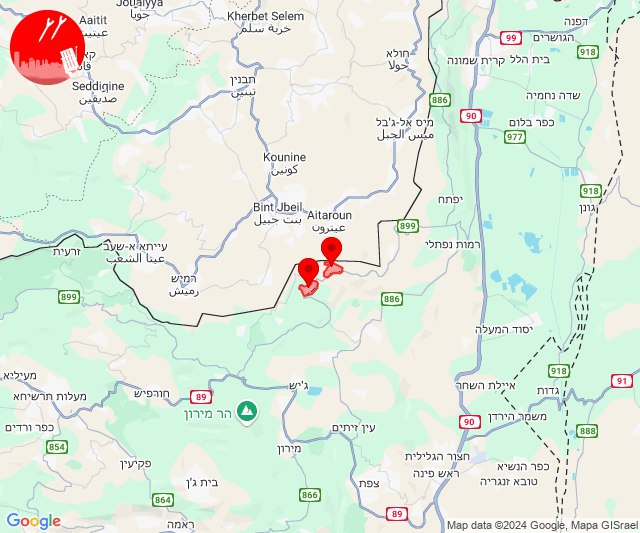 Jouaiyya
جويا
Aaitit
عيتيت
Seddiqine
صديقين
Kherbet Selem
خربة سلم
תבנין
تبنين
חולא
حولا
99
דפנה
הגושרים
918
קרית שמונה
בית הלל
886
שדה נחמיה
90
מיס אל-ג'בל
ميس الجبل
כפר בלום
977
Kounine
كونين
918
גונן
יפתח
Bint Jbeil
بنت جبيل
Aitaroun
عيترون
899
רמות נפתלי
זרעית
עייתא א-שעב
عيتا الشعب
רמיש
رميش
899
886
יסוד המעלה
918
מעיליא
מעלות תרשיחא
חורפיש
89
ג'יש
איילת השחר
גדות
91
הר מירון
כפר ורדים
משמר הירדן
90
888
854
מירון
עין זיתים
פקיעין
חצור הגלילית
ראש פינה
כפר הנשיא
טובא זנגריה
864
בית ג'ן
866
צפת
89
ראמה
Google
Map data ©2024 Google, Mapa GISrael